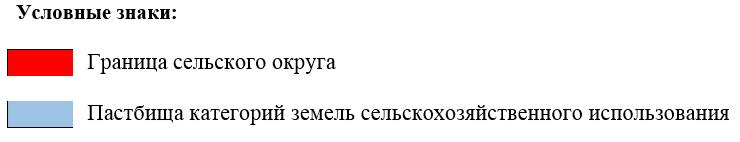 Условные знаки:
Граница сельского округа
Пастбища категорий земель сельскохозяйственного использования